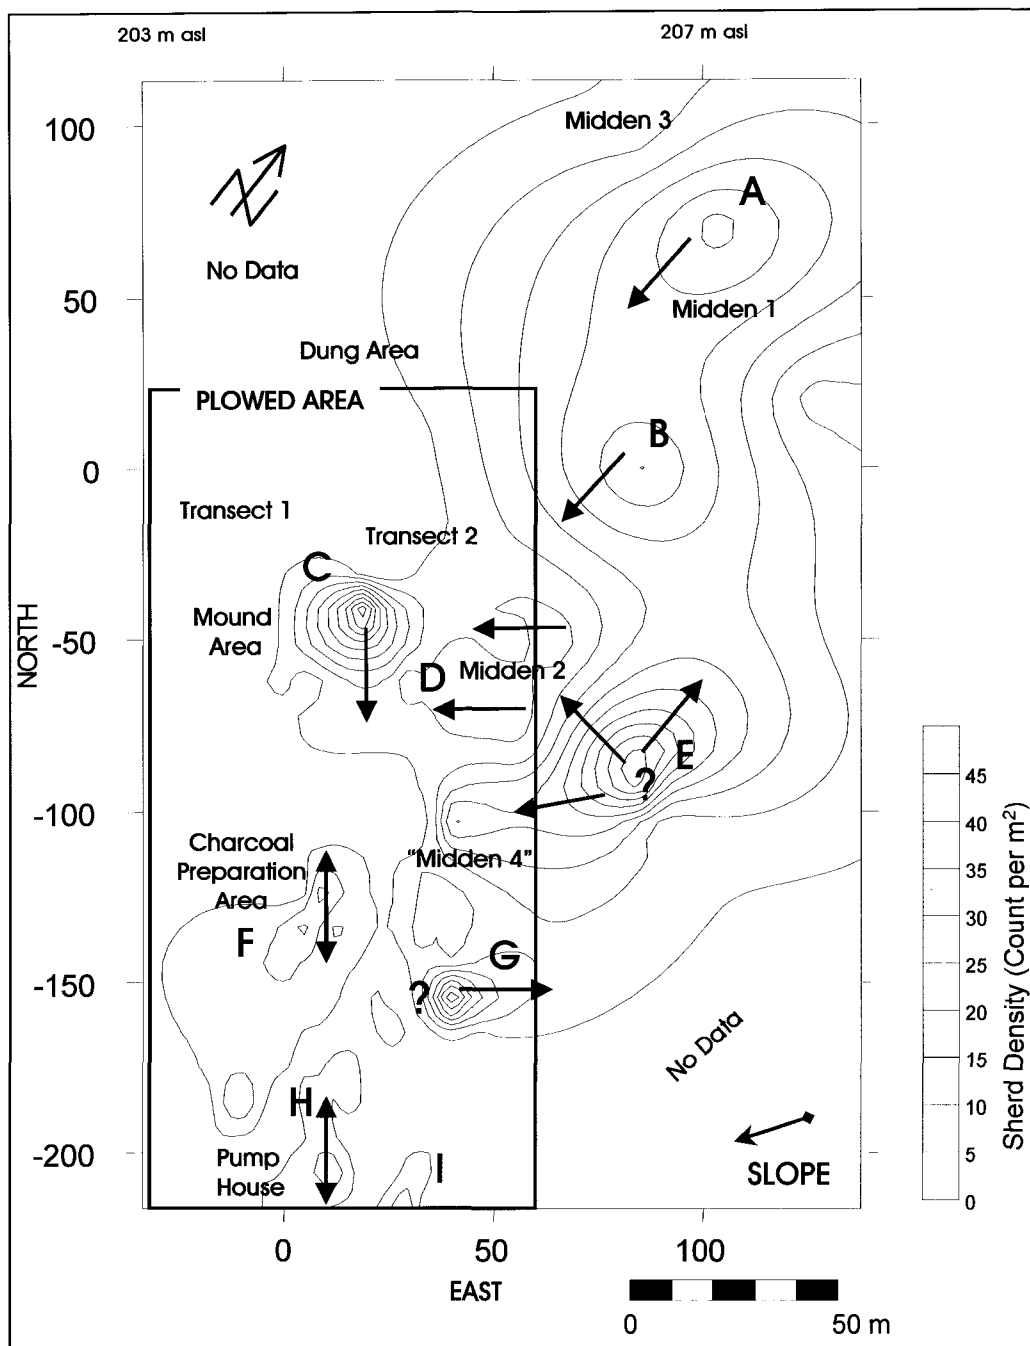 203 m asl
207 m asl
100
50
0
-50
-100
-150
-200
NORTH
N
No Data
Midden 3
A
Midden 1
Dung Area
PLOWED AREA
B
Transect 1
Transect 2
C
Mound
Area
D
Midden 2
E
?
Charcoal
Preparation
Area
"Midden 4"
F
G
?
No Data
H
Pump
House
I
SLOPE
0
50
100
EAST
0
50 m
45
40
35
30
25
20
15
10
5
0
Sherd Density (Count per m²)